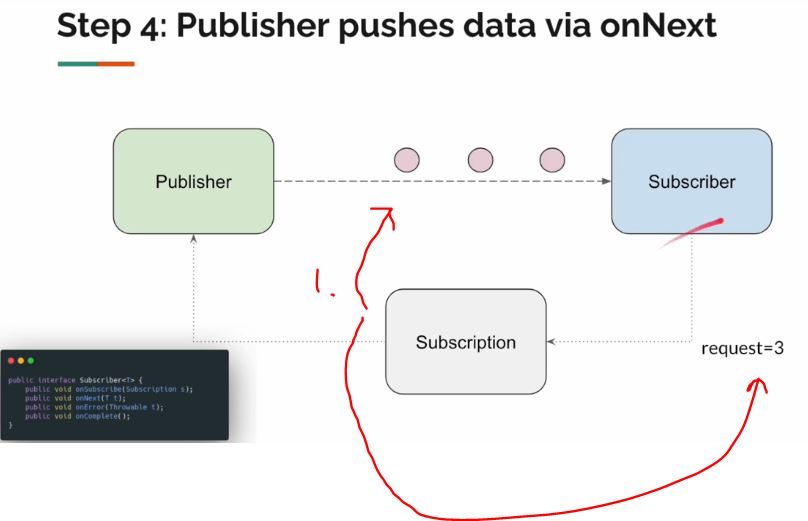 Step 4: Publisher pushes data via onNext
Publisher
Subscriber
1.
Subscription
request=3
public interface Subscriber<T> {
public void onSubscribe(Subscription s);
public void onNext(T t);
public void onError(Throwable t);
public void onComplete();
}